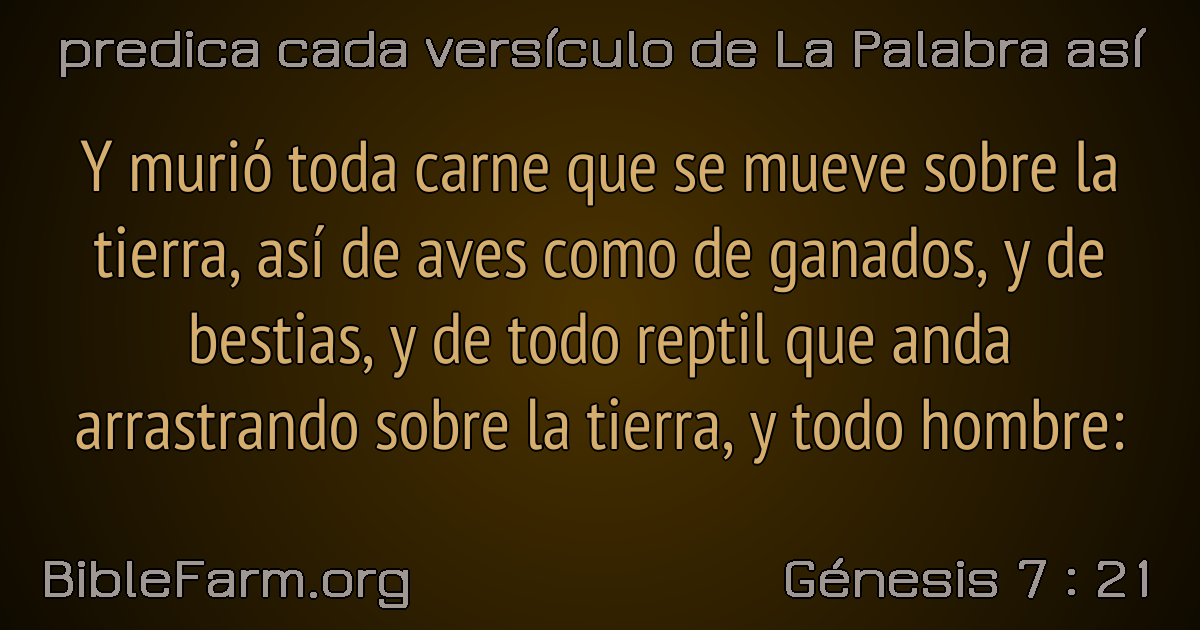 predica cada versículo de La Palabra así
Y murió toda carne que se mueve sobre la
tierra, así de aves como de ganados, y de
bestias, y de todo reptil que anda
arrastrando sobre la tierra, y todo hombre:
BibleFarm.org
Génesis 7 : 21